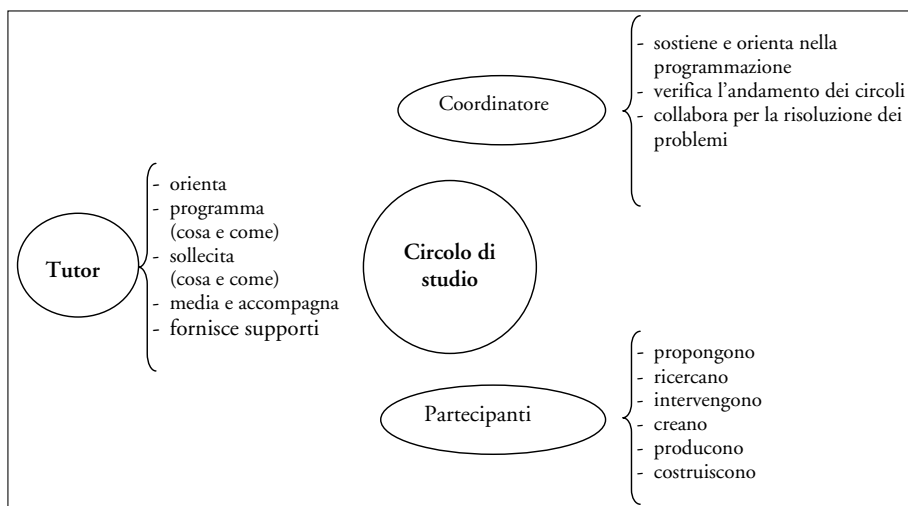 Coordinatore
- sostiene e orienta nella
programmazione
- verifica l'andamento dei circoli
- collabora per la risoluzione dei
problemi
Tutor
- orienta
- programma
(cosa e come)
- sollecita
(cosa e come)
- media e accompagna
- fornisce supporti
Circolo di
studio
Partecipanti
- propongono
- ricercano
- intervengono
- creano
- producono
- costruiscono